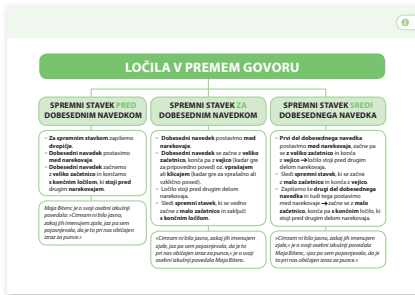 LOČILA V PREMEM GOVORU
SPREMNI STAVEK PRED
DOBESEDNIM NAVEDKOM
– Za spremnim stavkom zapišemo
dvopičje.
– Dobesedni navedek postavimo
med narekovaje.
– Dobesedni navedek začnemo
z veliko začetnico in končamo
s končnim ločilom, ki stoji pred
drugim narekovajem.
Maja Bitenc je o svoji osebni izkušnji
povedala: »Cimram ni bilo jasno,
zakaj jih imenujem zjale, jaz pa sem
pojasnjevala, da je to pri nas običajen
izraz za punce.«
SPREMNI STAVEK ZA
DOBESEDNIM NAVEDKOM
– Dobesedni navedek postavimo med
narekovaje.
– Dobesedni navedek se začne z veliko
začetnico, konča pa z vejico (kadar gre
za pripovedno poved) oz. vprašajem
ali klicajem (kadar gre za vprašalno ali
vzklično poved).
– Ločilo stoji pred drugim delom
narekovaja.
– Sledi spremni stavek, ki se vedno
začne z malo začetnico in zaključi
s končnim ločilom.
»Cimram ni bilo jasno, zakaj jih imenujem
zjale, jaz pa sem pojasnjevala, da je to
pri nas običajen izraz za punce,« je o svoji
osebni izkušnji povedala Maja Bitenc.
SPREMNI STAVEK SREDI
DOBESEDNEGA NAVEDKA
– Prvi del dobesednega navedka
postavimo med narekovaje, začne pa
se z veliko začetnico in konča
z vejico → ločilo stoji pred drugim
delom narekovaja.
– Sledi spremni stavek, ki se začne
z malo začetnico in konča z vejico.
– Zapišemo še drugi del dobesednega
navedka in tudi tega postavimo
med narekovaje → začne se z malo
začetnico, konča pa s končnim ločilo, ki
stoji pred drugim delom narekovaja.
»Cimram ni bilo jasno, zakaj jih imenujem
zjale,« je o svoji osebni izkušnji povedala
Maja Bitenc, »jaz pa sem pojasnjevala, da je
to pri nas običajen izraz za punce.«